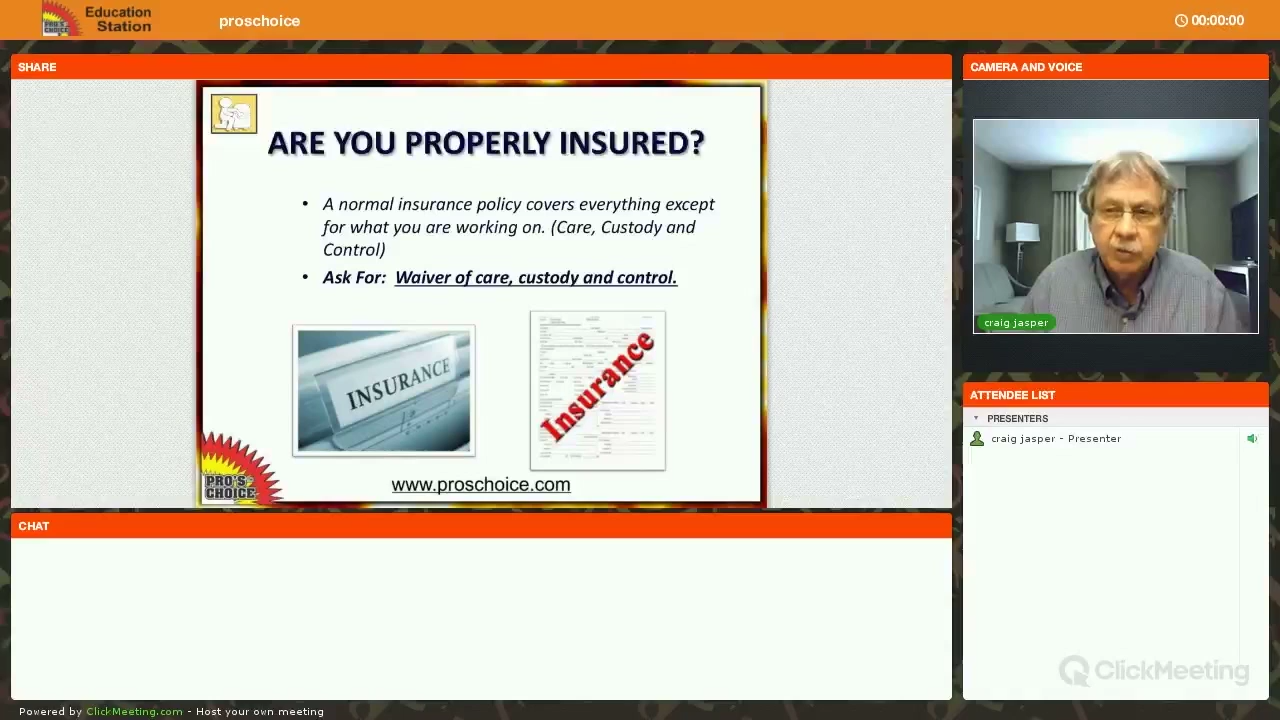 PRO'S CHOICE
Education
Station
proschoice
00:00:00
SHARE
ARE YOU PROPERLY INSURED?
• A normal insurance policy covers everything except
for what you are working on. (Care, Custody and
Control)
• Ask For: Waiver of care, custody and control.
INSURANCE
Insurance
PRO'S
CHOICE
www.proschoice.com
CAMERA AND VOICE
craig jasper
ATTENDEE LIST
PRESENTERS
craig jasper - Presenter
CHAT
ClickMeeting
Powered by ClickMeeting.com - Host your own meeting